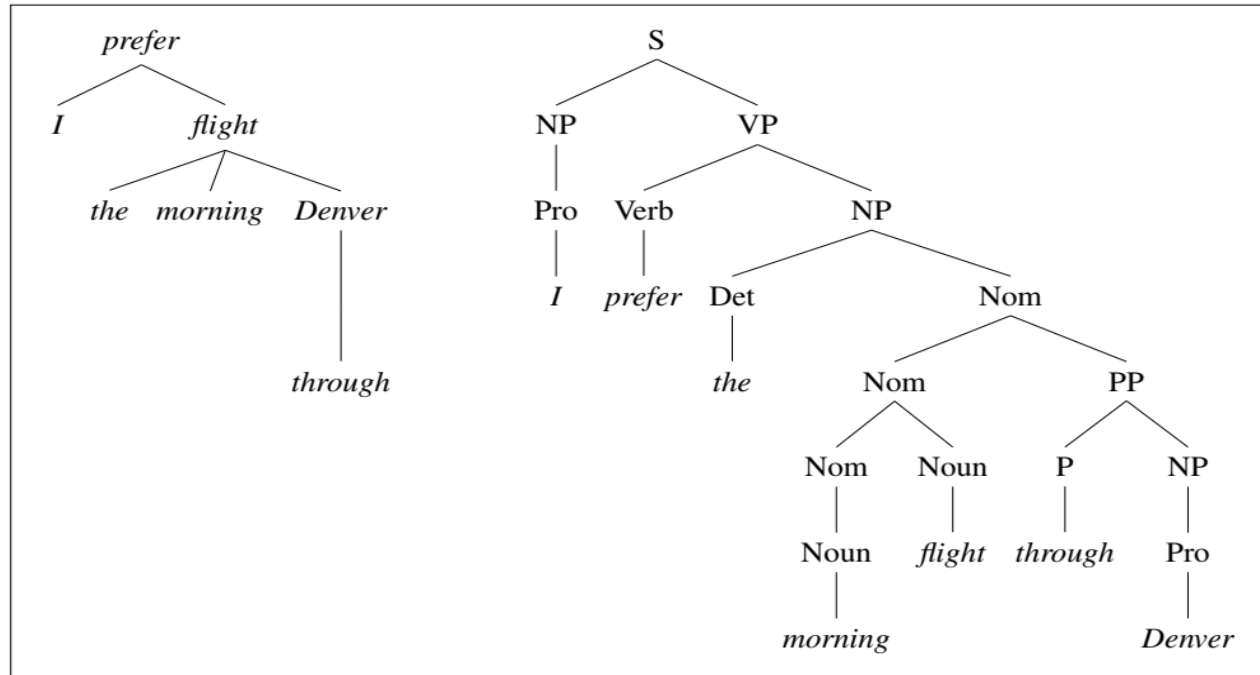 prefer S
I flight NP VP
the morning Denver Pro Verb NP
I prefer Det Nom
through the Nom PP
Nom Noun P NP
Noun flight through Pro
morning Denver